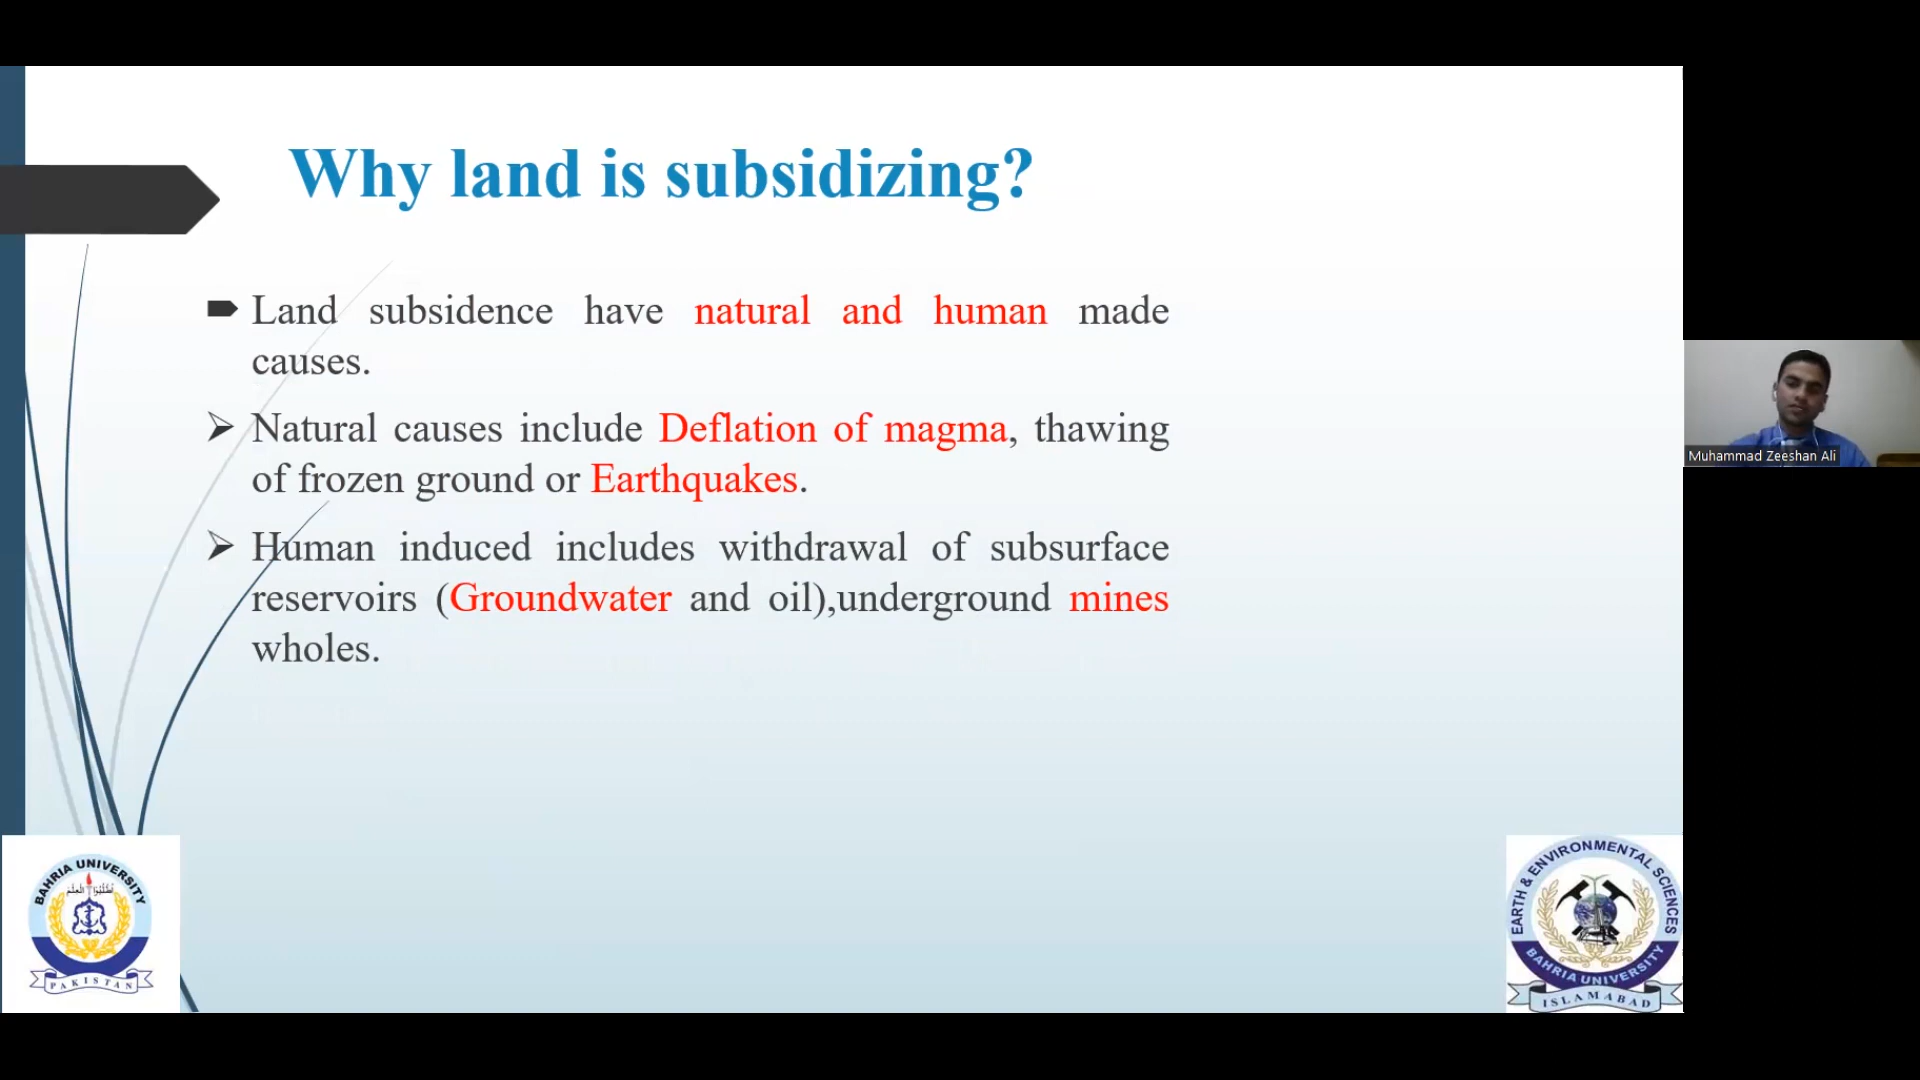 Why land is subsidizing?
Land subsidence have natural and human made
causes.
Natural causes include Deflation of magma, thawing
of frozen ground or Earthquakes.
Human induced includes withdrawal of subsurface
reservoirs (Groundwater and oil),underground mines
wholes.
Muhammad Zeeshan Ali
BAHRIA UNIVERSITY
PAKISTAN
EARTH & ENVIRONMENTAL SCIENCES
BAHRIA UNIVERSITY
ISLAMABAD